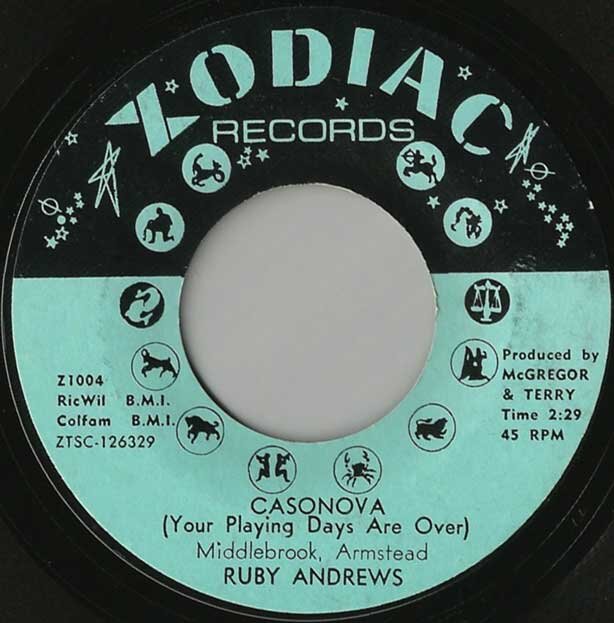 ZODIAC
RECORDS
Z1004
RicWil B.M.I.
Colfam B.M.I.
ZTSC-126329
Produced by
McGREGOR
& TERRY
Time 2:29
45 RPM
CASONOVA
(Your Playing Days Are Over)
Middlebrook, Armstead
RUBY ANDREWS